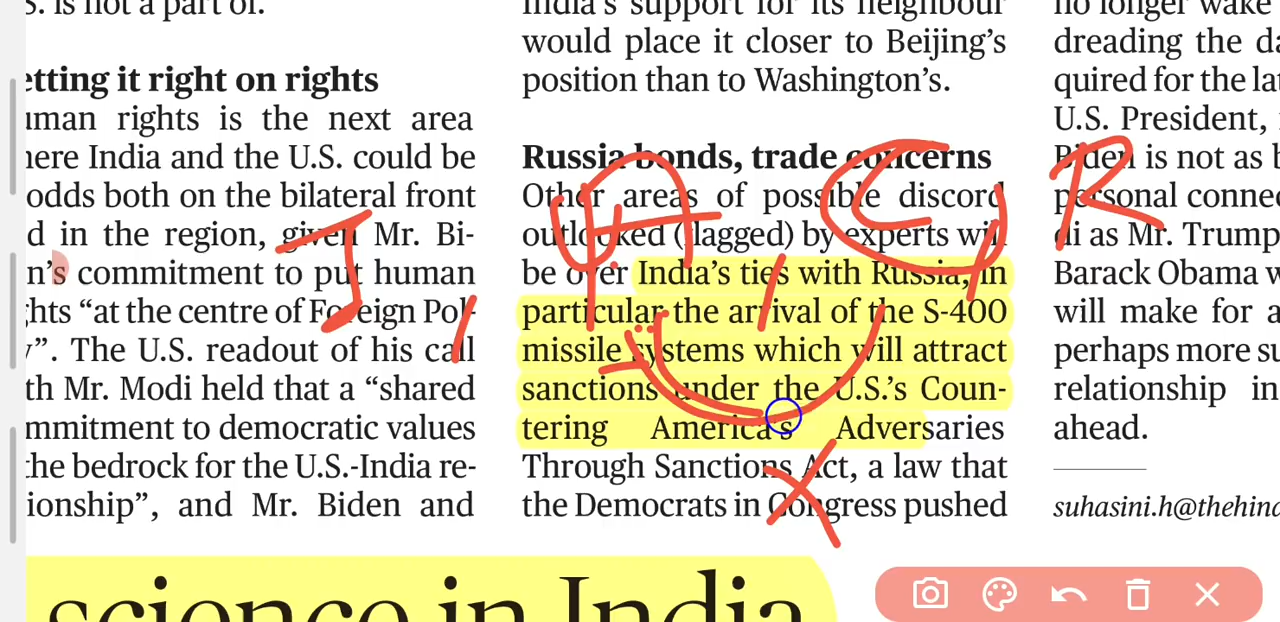 S. is not a part of.
etting it right on rights
uman rights is the next area
here India and the U.S. could be
odds both on the bilateral front
d in the region, given Mr. Bi-
n’s commitment to put human
ghts “at the centre of Foreign Pol-
y”. The U.S. readout of his call
th Mr. Modi held that a “shared
mmitment to democratic values
the bedrock for the U.S.-India re-
ionship”, and Mr. Biden and
India’s support for its neighbour
would place it closer to Beijing’s
position than to Washington’s.
Russia bonds, trade concerns
Other areas of possible discord
outlooked (flagged) by experts will
be over India’s ties with Russia, in
particular the arrival of the S-400
missile systems which will attract
sanctions under the U.S.’s Coun-
tering America’s Adversaries
Through Sanctions Act, a law that
the Democrats in Congress pushed
no longer wake
dreading the da
quired for the lat
U.S. President,
Biden is not as b
personal connec
di as Mr. Trump
Barack Obama w
will make for a
perhaps more su
relationship in
ahead.
suhasini.h@thehind
science in India